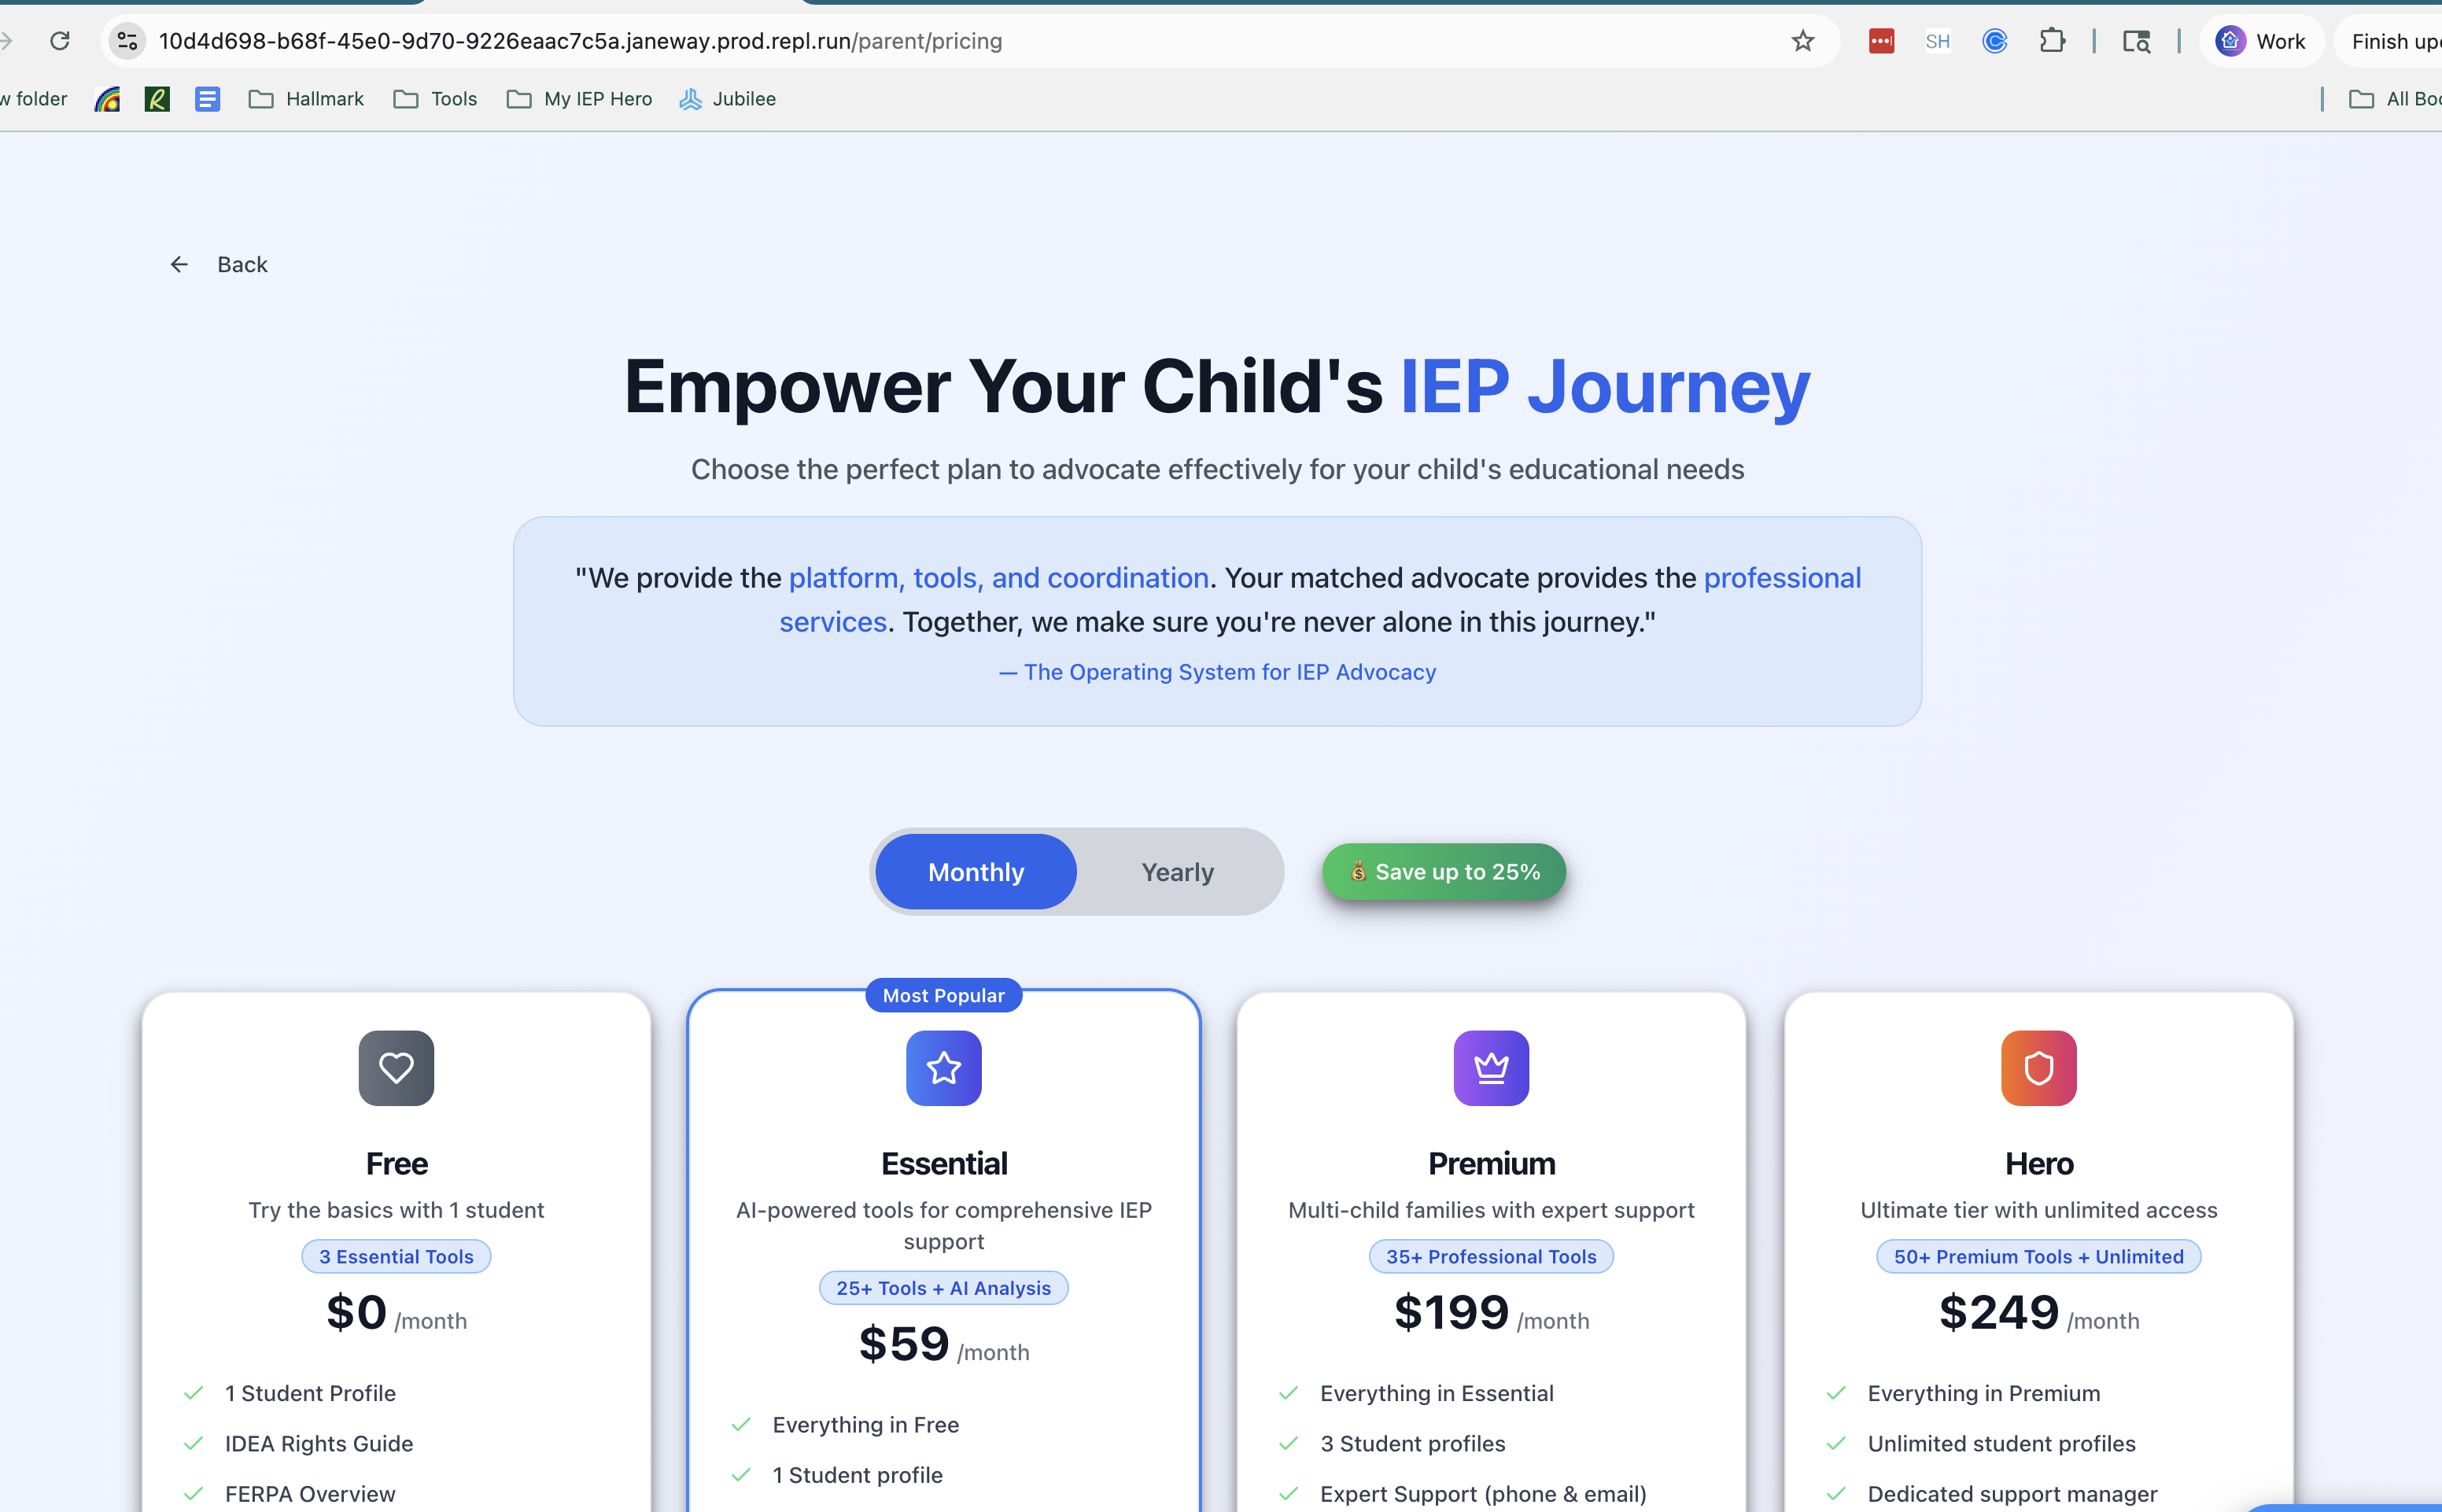 10d4d698-b68f-45e0-9d70-9226eaac7c5a.janeway.prod.repl.run/parent/pricing
SH
Work
Finish
w folder
Hallmark
Tools
My IEP Hero
Jubilee
All
Back
Empower Your Child's IEP Journey
Choose the perfect plan to advocate effectively for your child's educational needs
"We provide the platform, tools, and coordination. Your matched advocate provides the professional
services. Together, we make sure you're never alone in this journey."
— The Operating System for IEP Advocacy
Monthly
Yearly
💰 Save up to 25%
Free
Try the basics with 1 student
3 Essential Tools
$0 /month
1 Student Profile
IDEA Rights Guide
FERPA Overview
Most Popular
Essential
AI-powered tools for comprehensive IEP
support
25+ Tools + AI Analysis
$59 /month
Everything in Free
1 Student profile
Premium
Multi-child families with expert support
35+ Professional Tools
$199 /month
Everything in Essential
3 Student profiles
Expert Support (phone & email)
Hero
Ultimate tier with unlimited access
50+ Premium Tools + Unlimited
$249 /month
Everything in Premium
Unlimited student profiles
Dedicated support manager